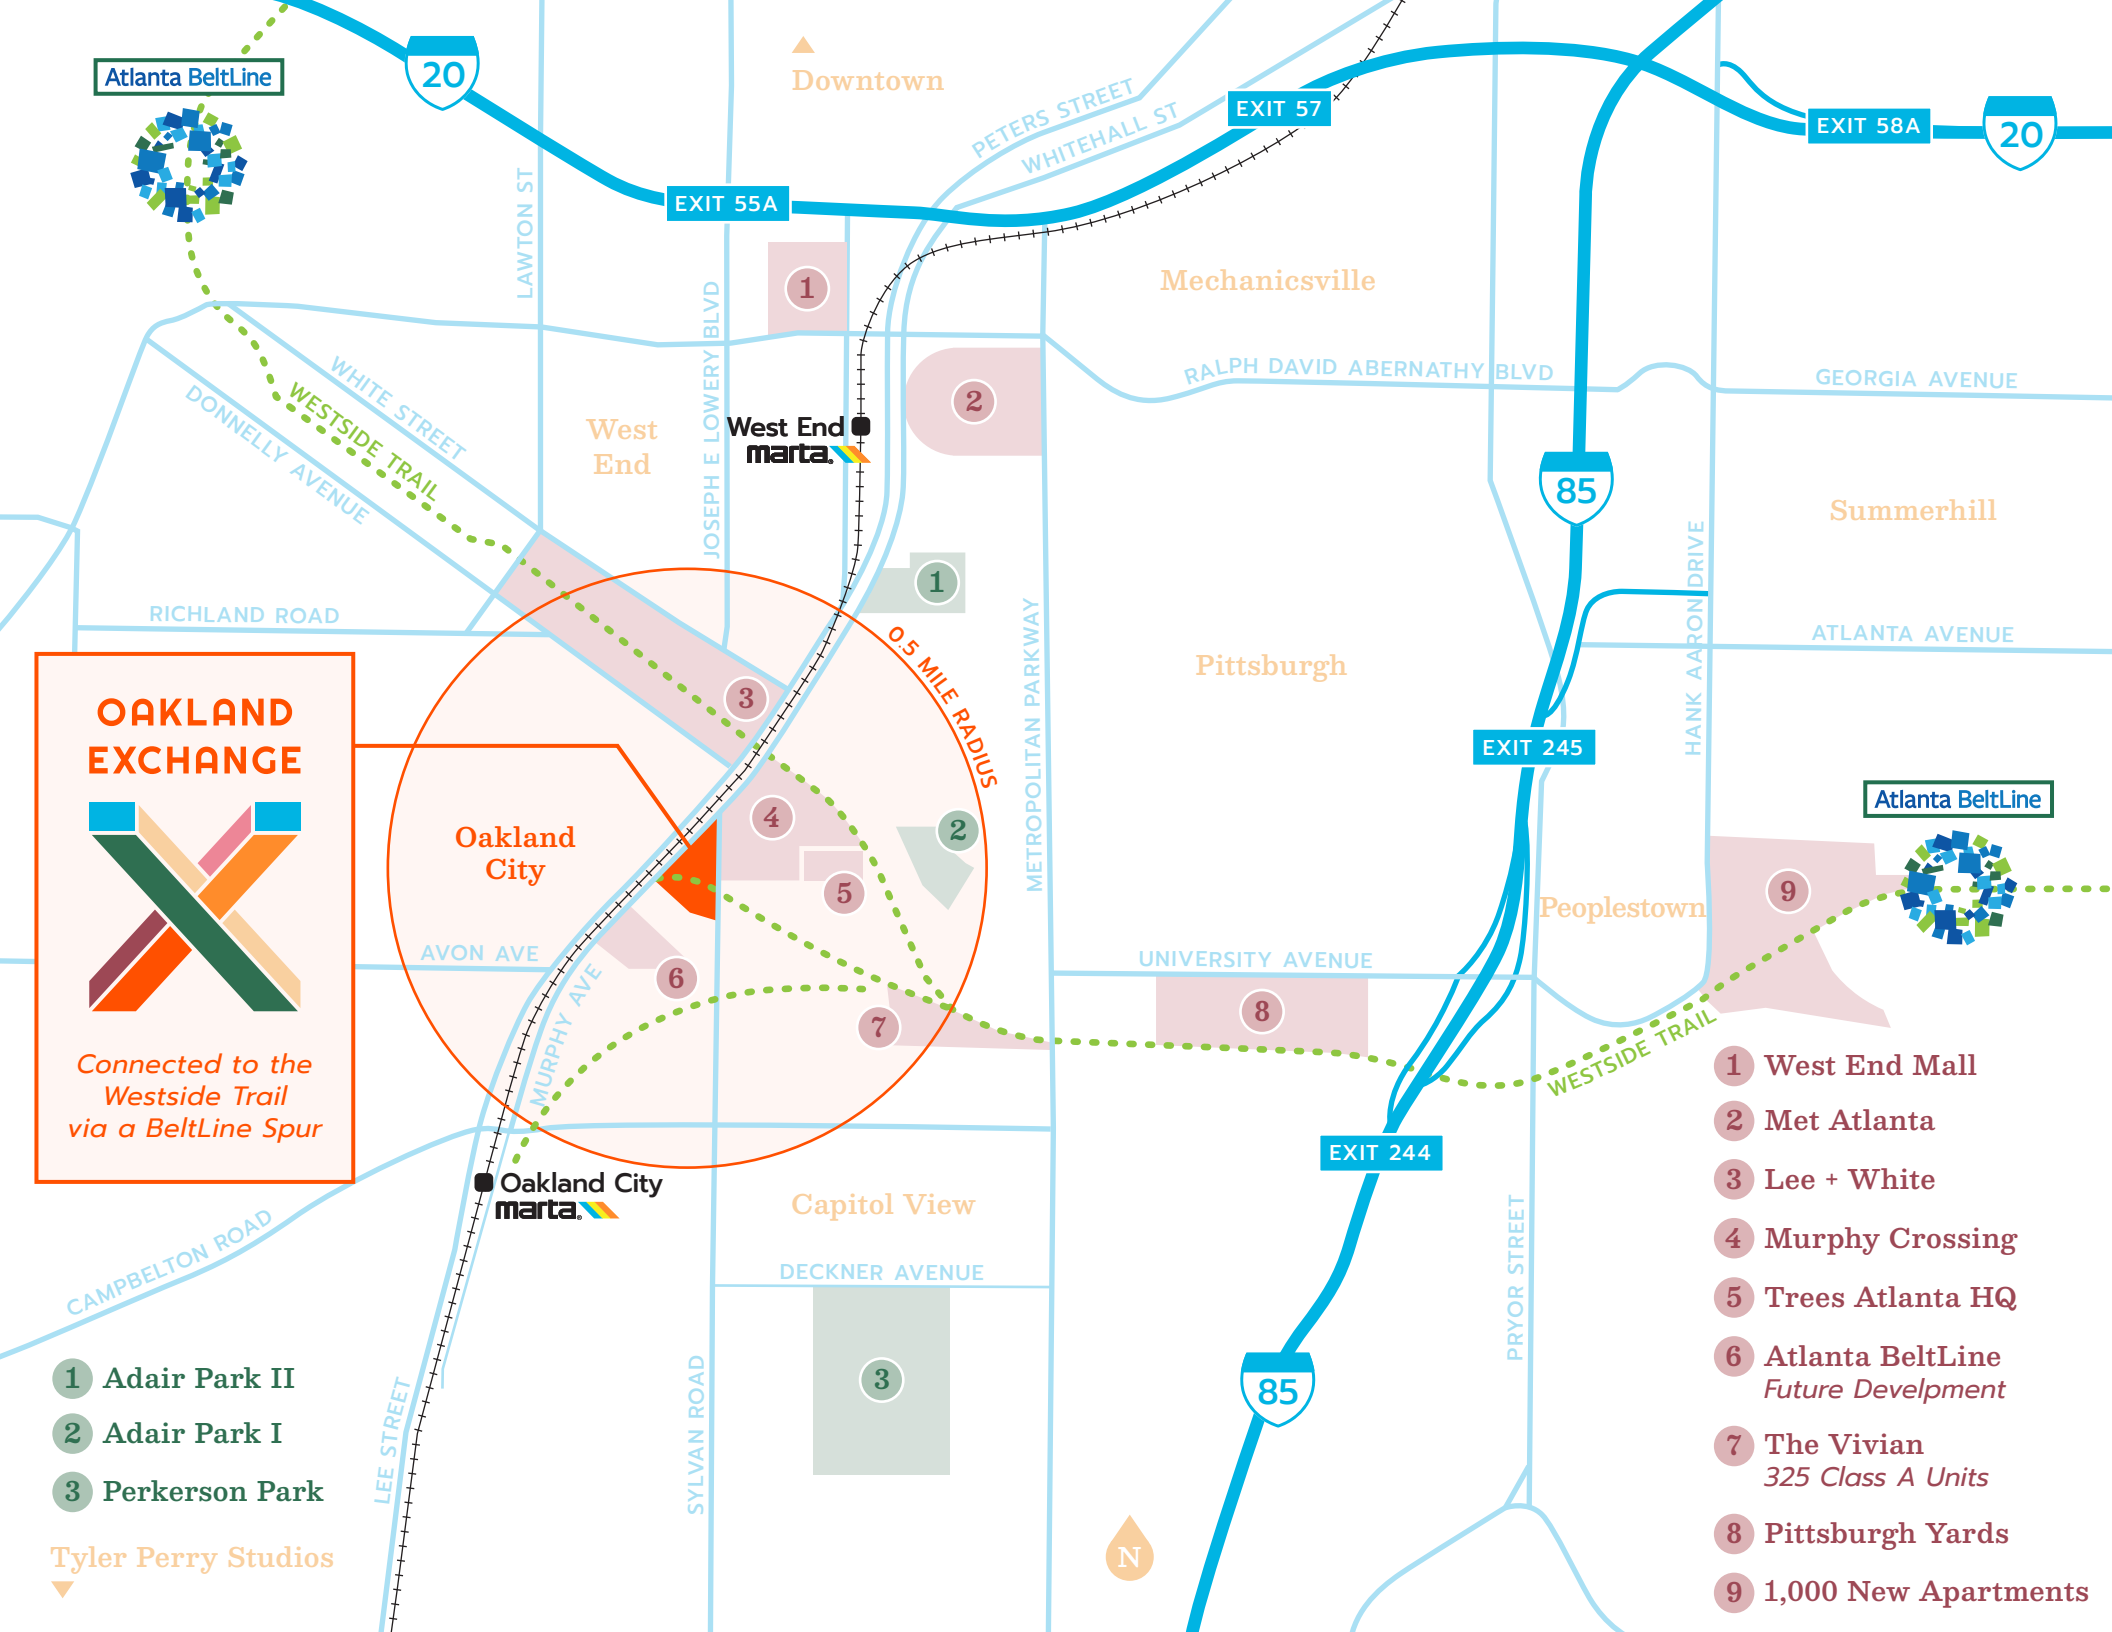 Atlanta BeltLine
20
Downtown
PETERS STREET
WHITEHALL ST
EXIT 57
EXIT 58A
20
EXIT 55A
LAWTON ST
JOSEPH E LOWERY BLVD
1
Mechanicsville
WHITE STREET
WESTSIDE TRAIL
DONNELLY AVENUE
West
End
West End
marta
2
RALPH DAVID ABERNATHY BLVD
GEORGIA AVENUE
85
Summerhill
HANK AARON DRIVE
1
RICHLAND ROAD
0.5 MILE RADIUS
METROPOLITAN PARKWAY
Pittsburgh
ATLANTA AVENUE
EXIT 245
OAKLAND
EXCHANGE
Connected to the
Westside Trail
via a BeltLine Spur
3
4
2
5
Oakland
City
Atlanta BeltLine
Peoplestown
9
AVON AVE
6
UNIVERSITY AVENUE
MURPHY AVE
7
8
WESTSIDE TRAIL
EXIT 244
Oakland City
marta
Capitol View
CAMPBELTON ROAD
DECKNER AVENUE
3
PRYOR STREET
85
LEE STREET
SYLVAN ROAD
N
1 Adair Park II
2 Adair Park I
3 Perkerson Park
Tyler Perry Studios
1 West End Mall
2 Met Atlanta
3 Lee + White
4 Murphy Crossing
5 Trees Atlanta HQ
6 Atlanta BeltLine
Future Develpment
7 The Vivian
325 Class A Units
8 Pittsburgh Yards
9 1,000 New Apartments